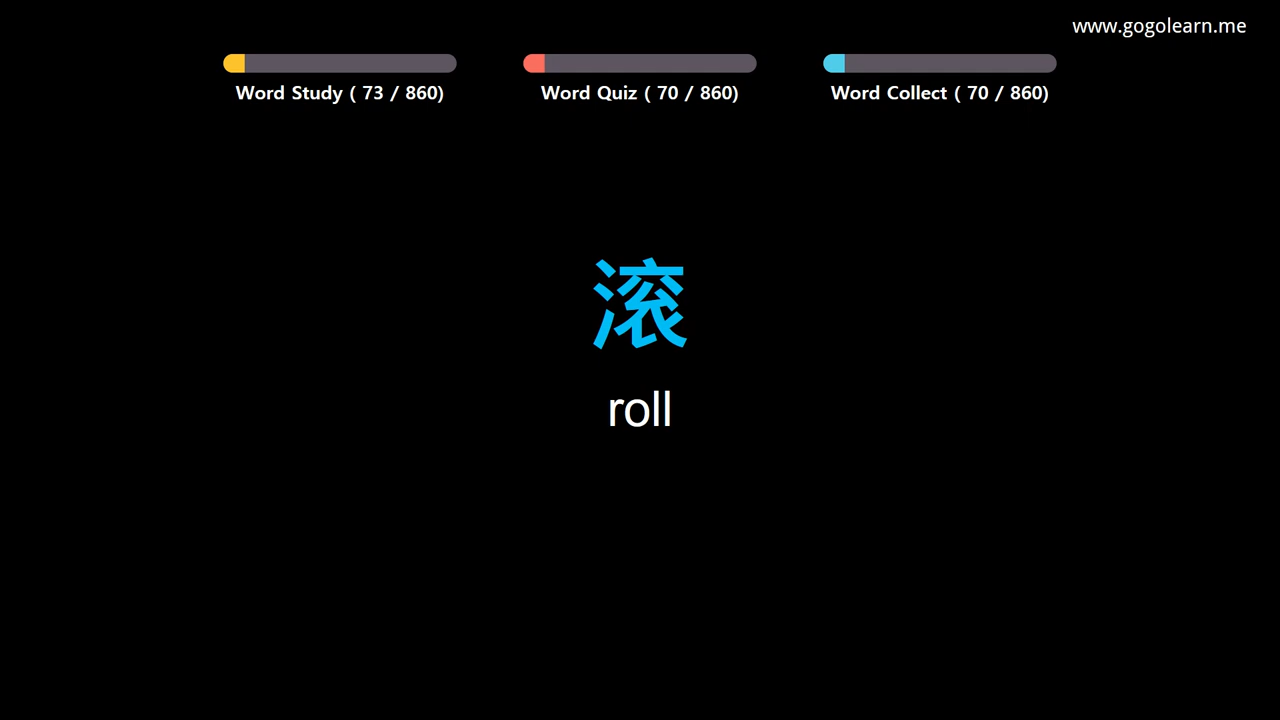 www.gogolearn.me
Word Study ( 73 / 860)
Word Quiz ( 70 / 860)
Word Collect ( 70 / 860)
滚
roll